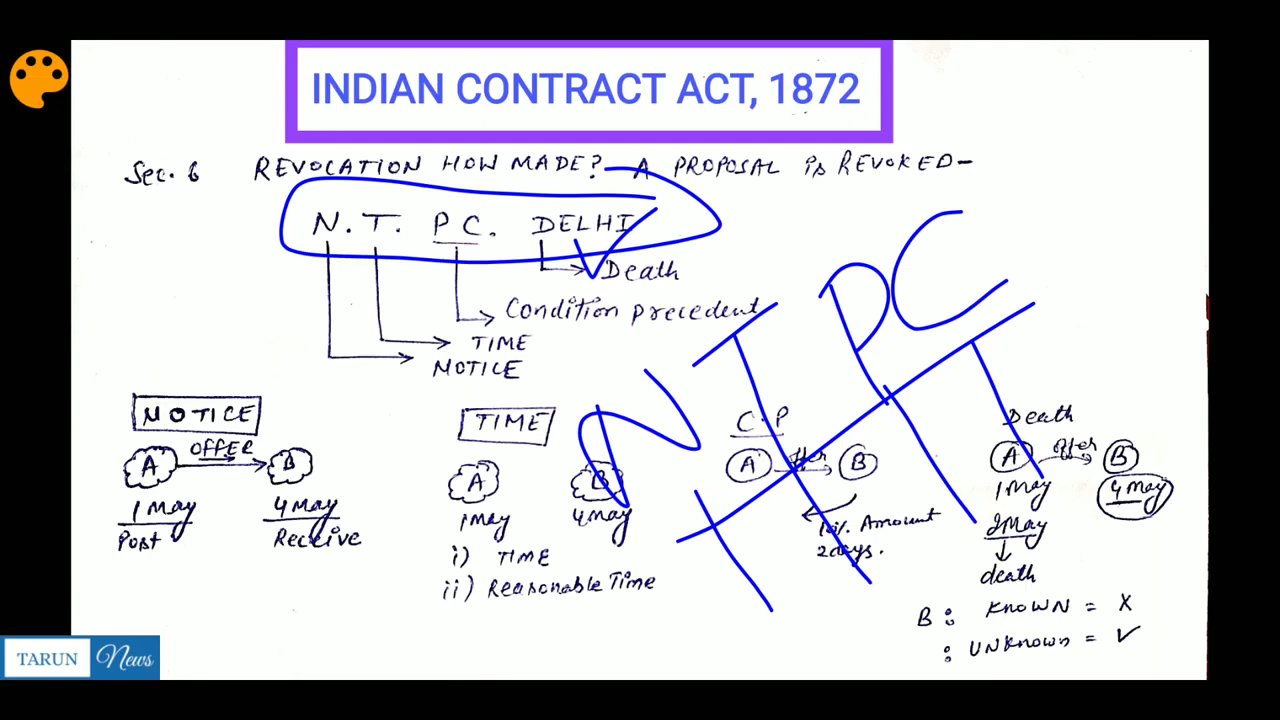 INDIAN CONTRACT ACT, 1872
Sec. 6 REVOCATION HOW MADE? - A PROPOSAL is REVOKED-
N. T. P C. DELHI
Death
Condition precedent
TIME
NOTICE
NTPC
NOTICE
A OFFER B
1 May 4 May
Post Receive
TIME
A B
1 May 4 May
i) TIME
ii) Reasonable Time
C.P
A offer B
10% Amount
2 days.
Death
A offer B
1 May 4 May
2 May
death
B : KNOWN = X
: UNKNOWN = ✓
TARUN News